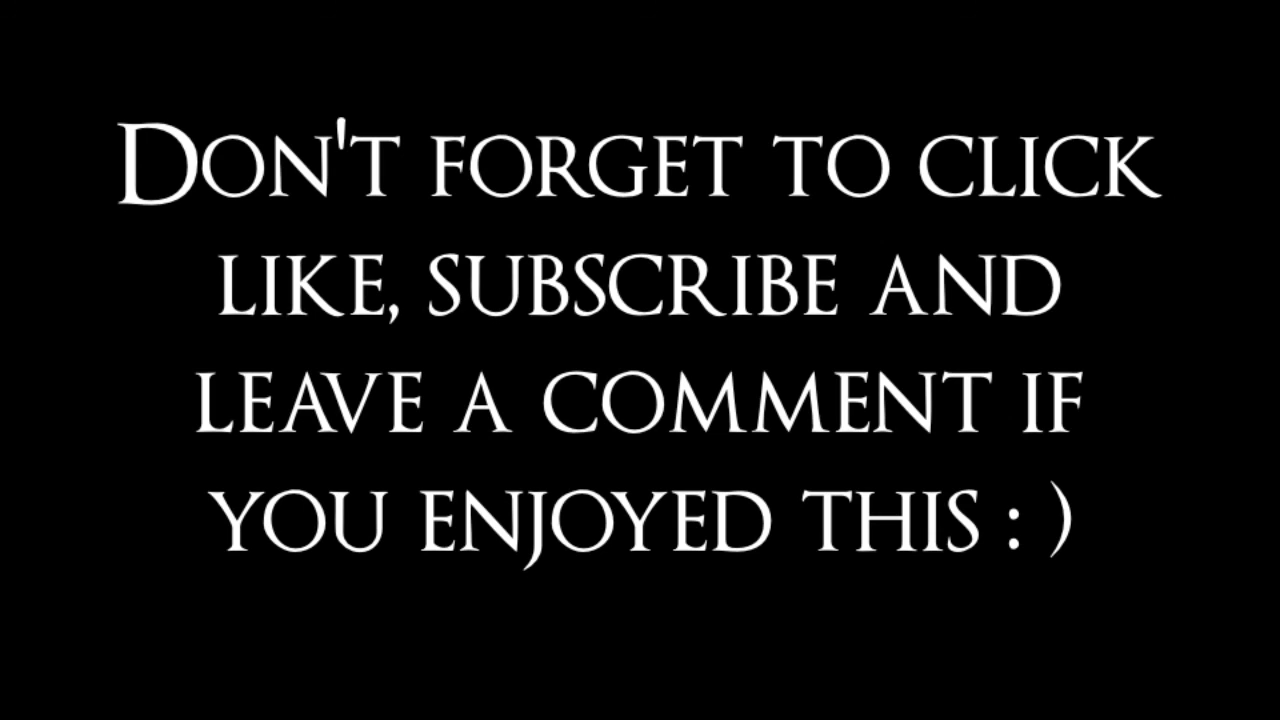 Don't forget to click
like, subscribe and
leave a comment if
you enjoyed this : )